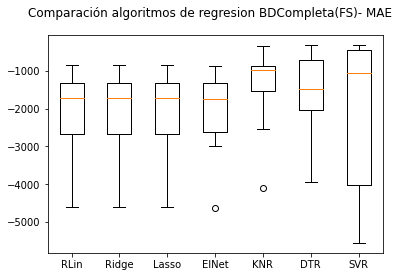 Comparación algoritmos de regresion BDCompleta(FS)- MAE
−1000
−2000
−3000
−4000
−5000
RLin Ridge Lasso ElNet KNR DTR SVR